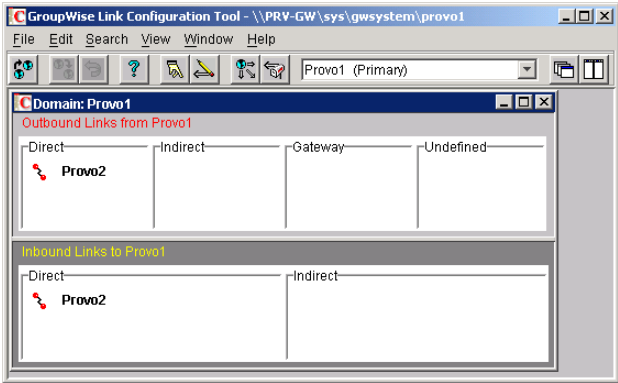 GroupWise Link Configuration Tool - \\PRV-GW\sys\gwsystem\provo1
File Edit Search View Window Help
Provo1 (Primary)
Domain: Provo1
Outbound Links from Provo1
Direct Indirect Gateway Undefined
Provo2
Inbound Links to Provo1
Direct Indirect
Provo2